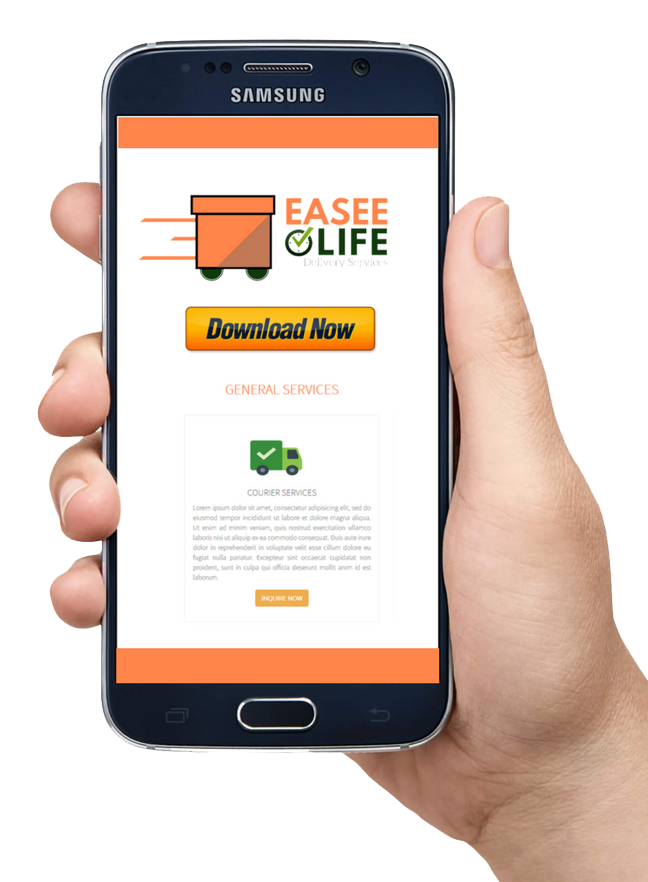 SAMSUNG
EASEE
LIFE
Delivery Services
Download Now
GENERAL SERVICES
COURIER SERVICES
Lorem ipsum dolor sit amet, consectetur adipisicing elit, sed do
eiusmod tempor incididunt ut labore et dolore magna aliqua.
Ut enim ad minim veniam, quis nostrud exercitation ullamco
laboris nisi ut aliquip ex ea commodo consequat. Duis aute irure
dolor in reprehenderit in voluptate velit esse cillum dolore eu
fugiat nulla pariatur. Excepteur sint occaecat cupidatat non
proident, sunt in culpa qui officia deserunt mollit anim id est
laborum.
INQUIRE NOW